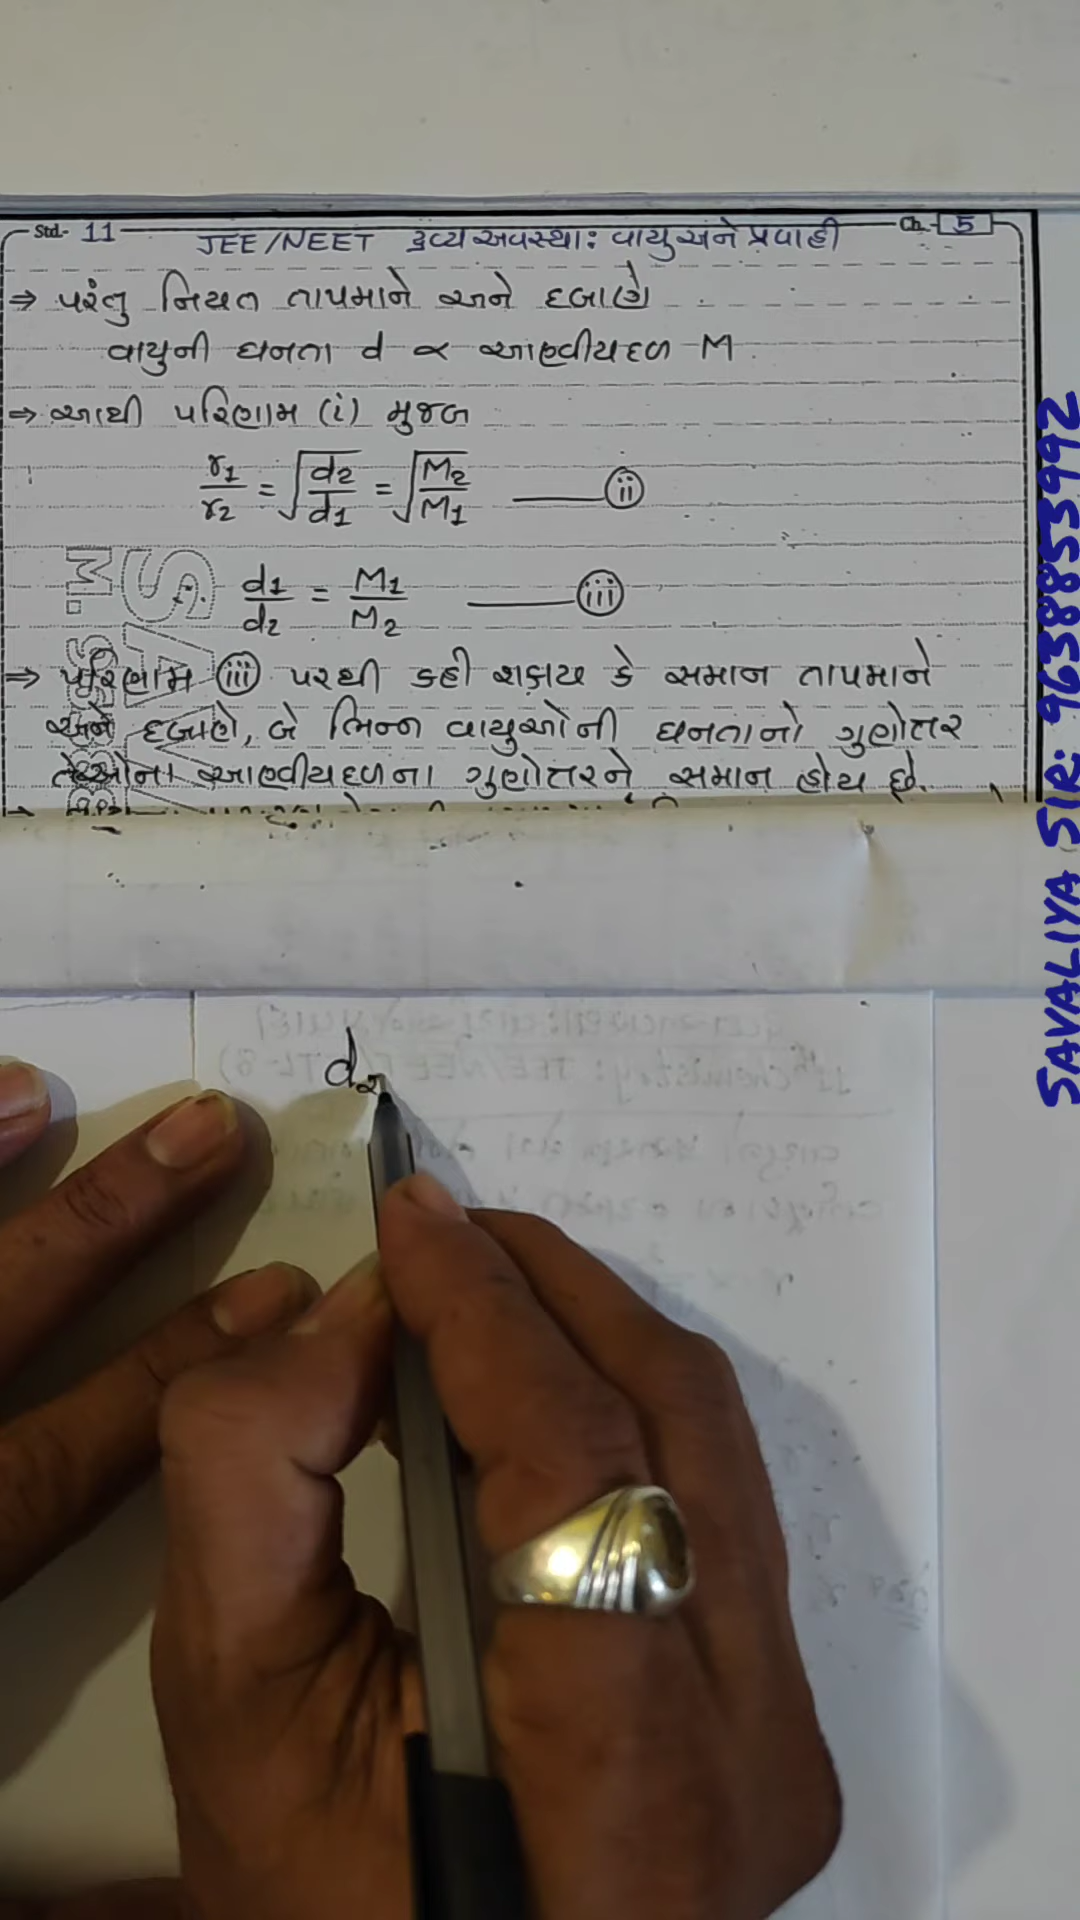 Std.- 11 JEE/NEET દ્રવ્ય અવસ્થા: વાયુ અને પ્રવાહી Ch.- 5
⇒ પરંતુ નિયત તાપમાને અને દબાણે
વાયુની ઘનતા d ∝ આણ્વીયદળ M
⇒ આથી પરિણામ (i) મુજબ
r1/r2 = √(d2/d1) = √(M2/M1) —— (ii)
d1/d2 = M1/M2 —— (iii)
⇒ પરિણામ (iii) પરથી કહી શકાય કે સમાન તાપમાને
અને દબાણે, બે ભિન્ન વાયુઓની ઘનતાનો ગુણોત્તર
તેઓના આણ્વીયદળના ગુણોત્તરને સમાન હોય છે.
SAVALIYA SIR: 9638853992
d2